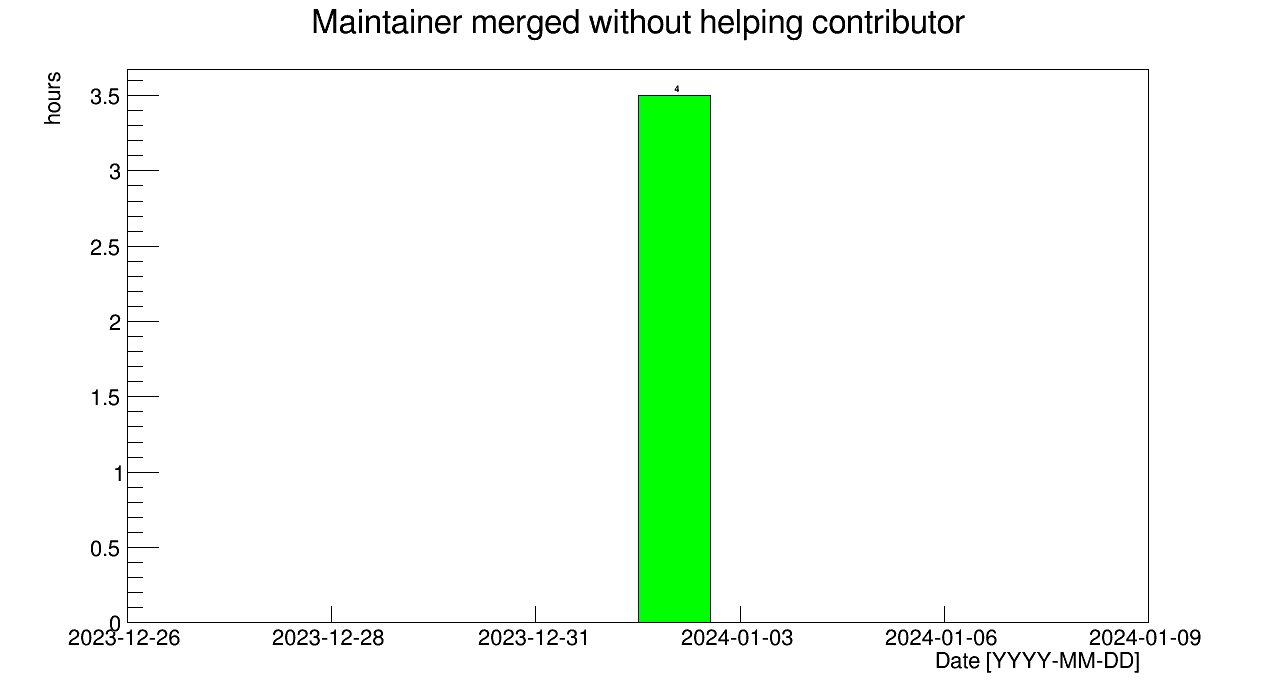 Maintainer merged without helping contributor
hours
4
3.5
3
2.5
2
1.5
1
0.5
0
2023-12-26 2023-12-28 2023-12-31 2024-01-03 2024-01-06 2024-01-09
Date [YYYY-MM-DD]